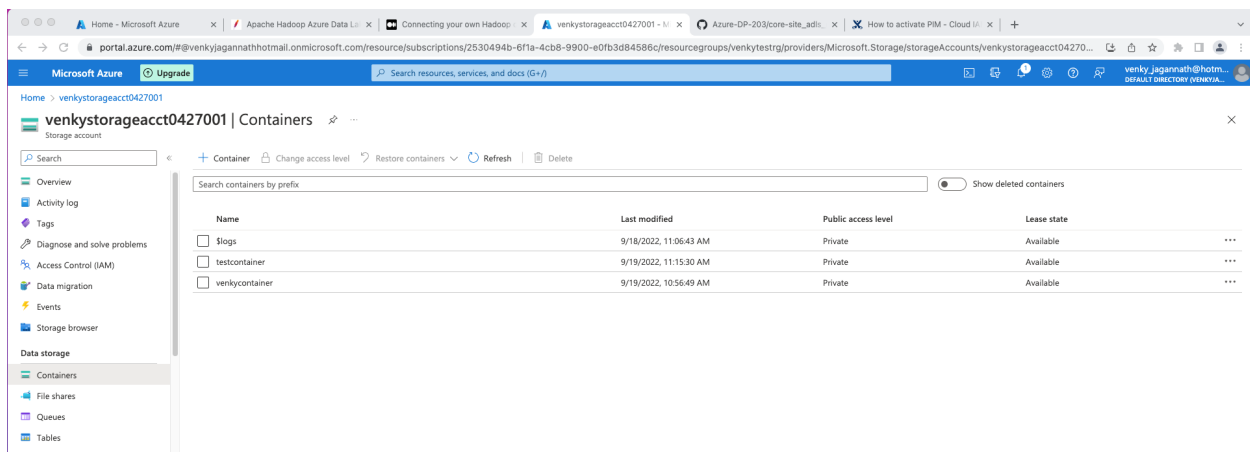 Home - Microsoft Azure
Apache Hadoop Azure Data La
Connecting your own Hadoop
venkystorageacct0427001 - M
Azure-DP-203/core-site_adls_
How to activate PIM - Cloud IA
portal.azure.com/#@venkyjagannathhotmail.onmicrosoft.com/resource/subscriptions/2530494b-6f1a-4cb8-9900-e0fb3d84586c/resourcegroups/venkytestrg/providers/Microsoft.Storage/storageAccounts/venkystorageacct04270...
Microsoft Azure Upgrade Search resources, services, and docs (G+/) 1 venky_jagannath@hotm...
DEFAULT DIRECTORY (VENKYJA...
Home > venkystorageacct0427001
venkystorageacct0427001 | Containers ...
Storage account
Search « + Container Change access level Restore containers Refresh Delete
Overview
Search containers by prefix Show deleted containers
Activity log
Tags
Name Last modified Public access level Lease state
Diagnose and solve problems
$logs 9/18/2022, 11:06:43 AM Private Available ...
Access Control (IAM)
testcontainer 9/19/2022, 11:15:30 AM Private Available ...
Data migration
venkycontainer 9/19/2022, 10:56:49 AM Private Available ...
Events
Storage browser
Data storage
Containers
File shares
Queues
Tables